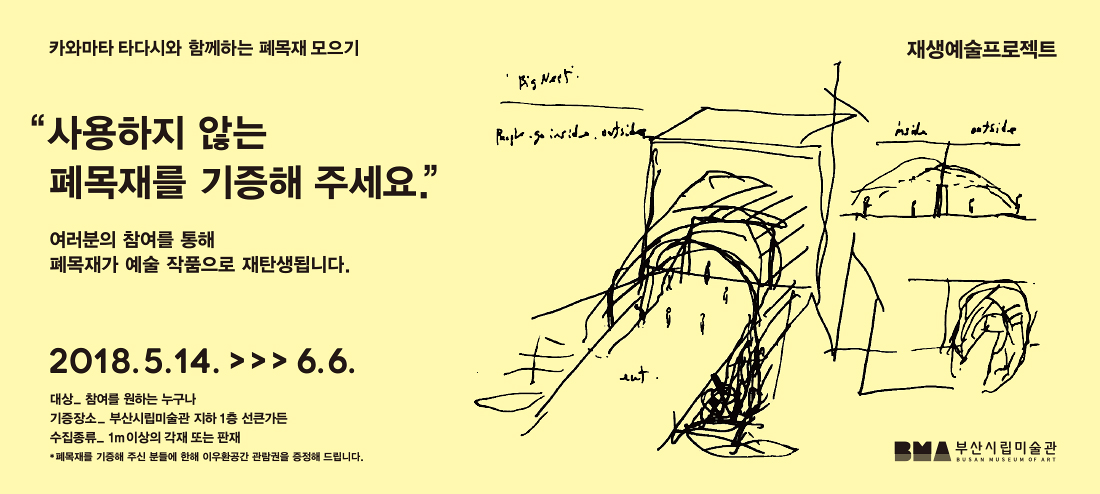 카와마타 타다시와 함께하는 폐목재 모으기
재생예술프로젝트
“사용하지 않는
폐목재를 기증해 주세요.”
여러분의 참여를 통해
폐목재가 예술 작품으로 재탄생됩니다.
2018.5.14. >>> 6.6.
대상_ 참여를 원하는 누구나
기증장소_ 부산시립미술관 지하 1층 선큰가든
수집종류_ 1m이상의 각재 또는 판재
*폐목재를 기증해 주신 분들에 한해 이우환공간 관람권을 증정해 드립니다.
Big Nest
People go inside. outside
inside outside
BMA 부산시립미술관
BUSAN MUSEUM OF ART